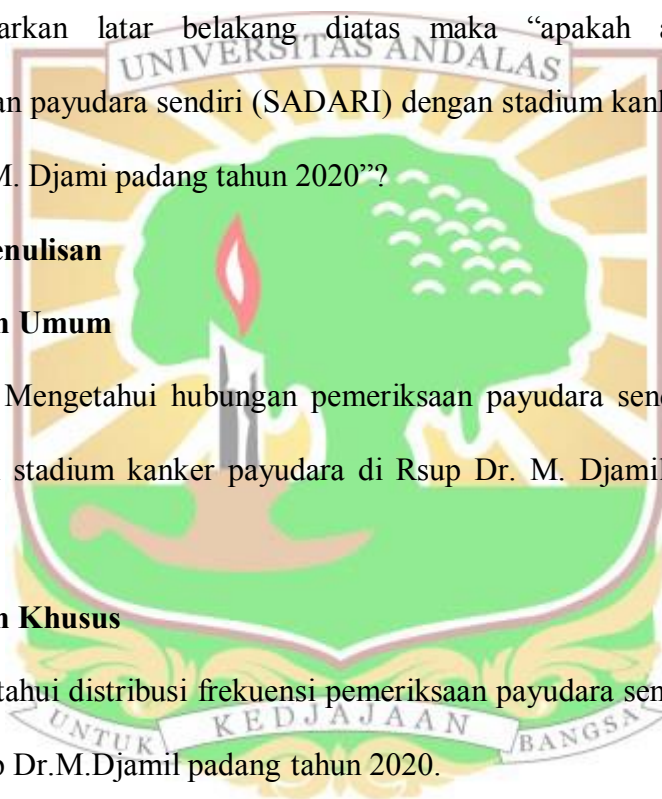 arkan latar belakang diatas maka “apakah a
UNIVERSITAS ANDALAS
an payudara sendiri (SADARI) dengan stadium kank
M. Djami padang tahun 2020”?
enulisan
n Umum
Mengetahui hubungan pemeriksaan payudara send
stadium kanker payudara di Rsup Dr. M. Djamil
n Khusus
tahui distribusi frekuensi pemeriksaan payudara sen
o Dr.M.Djamil padang tahun 2020.
UNTUK KEDJAJAAN BANGSA